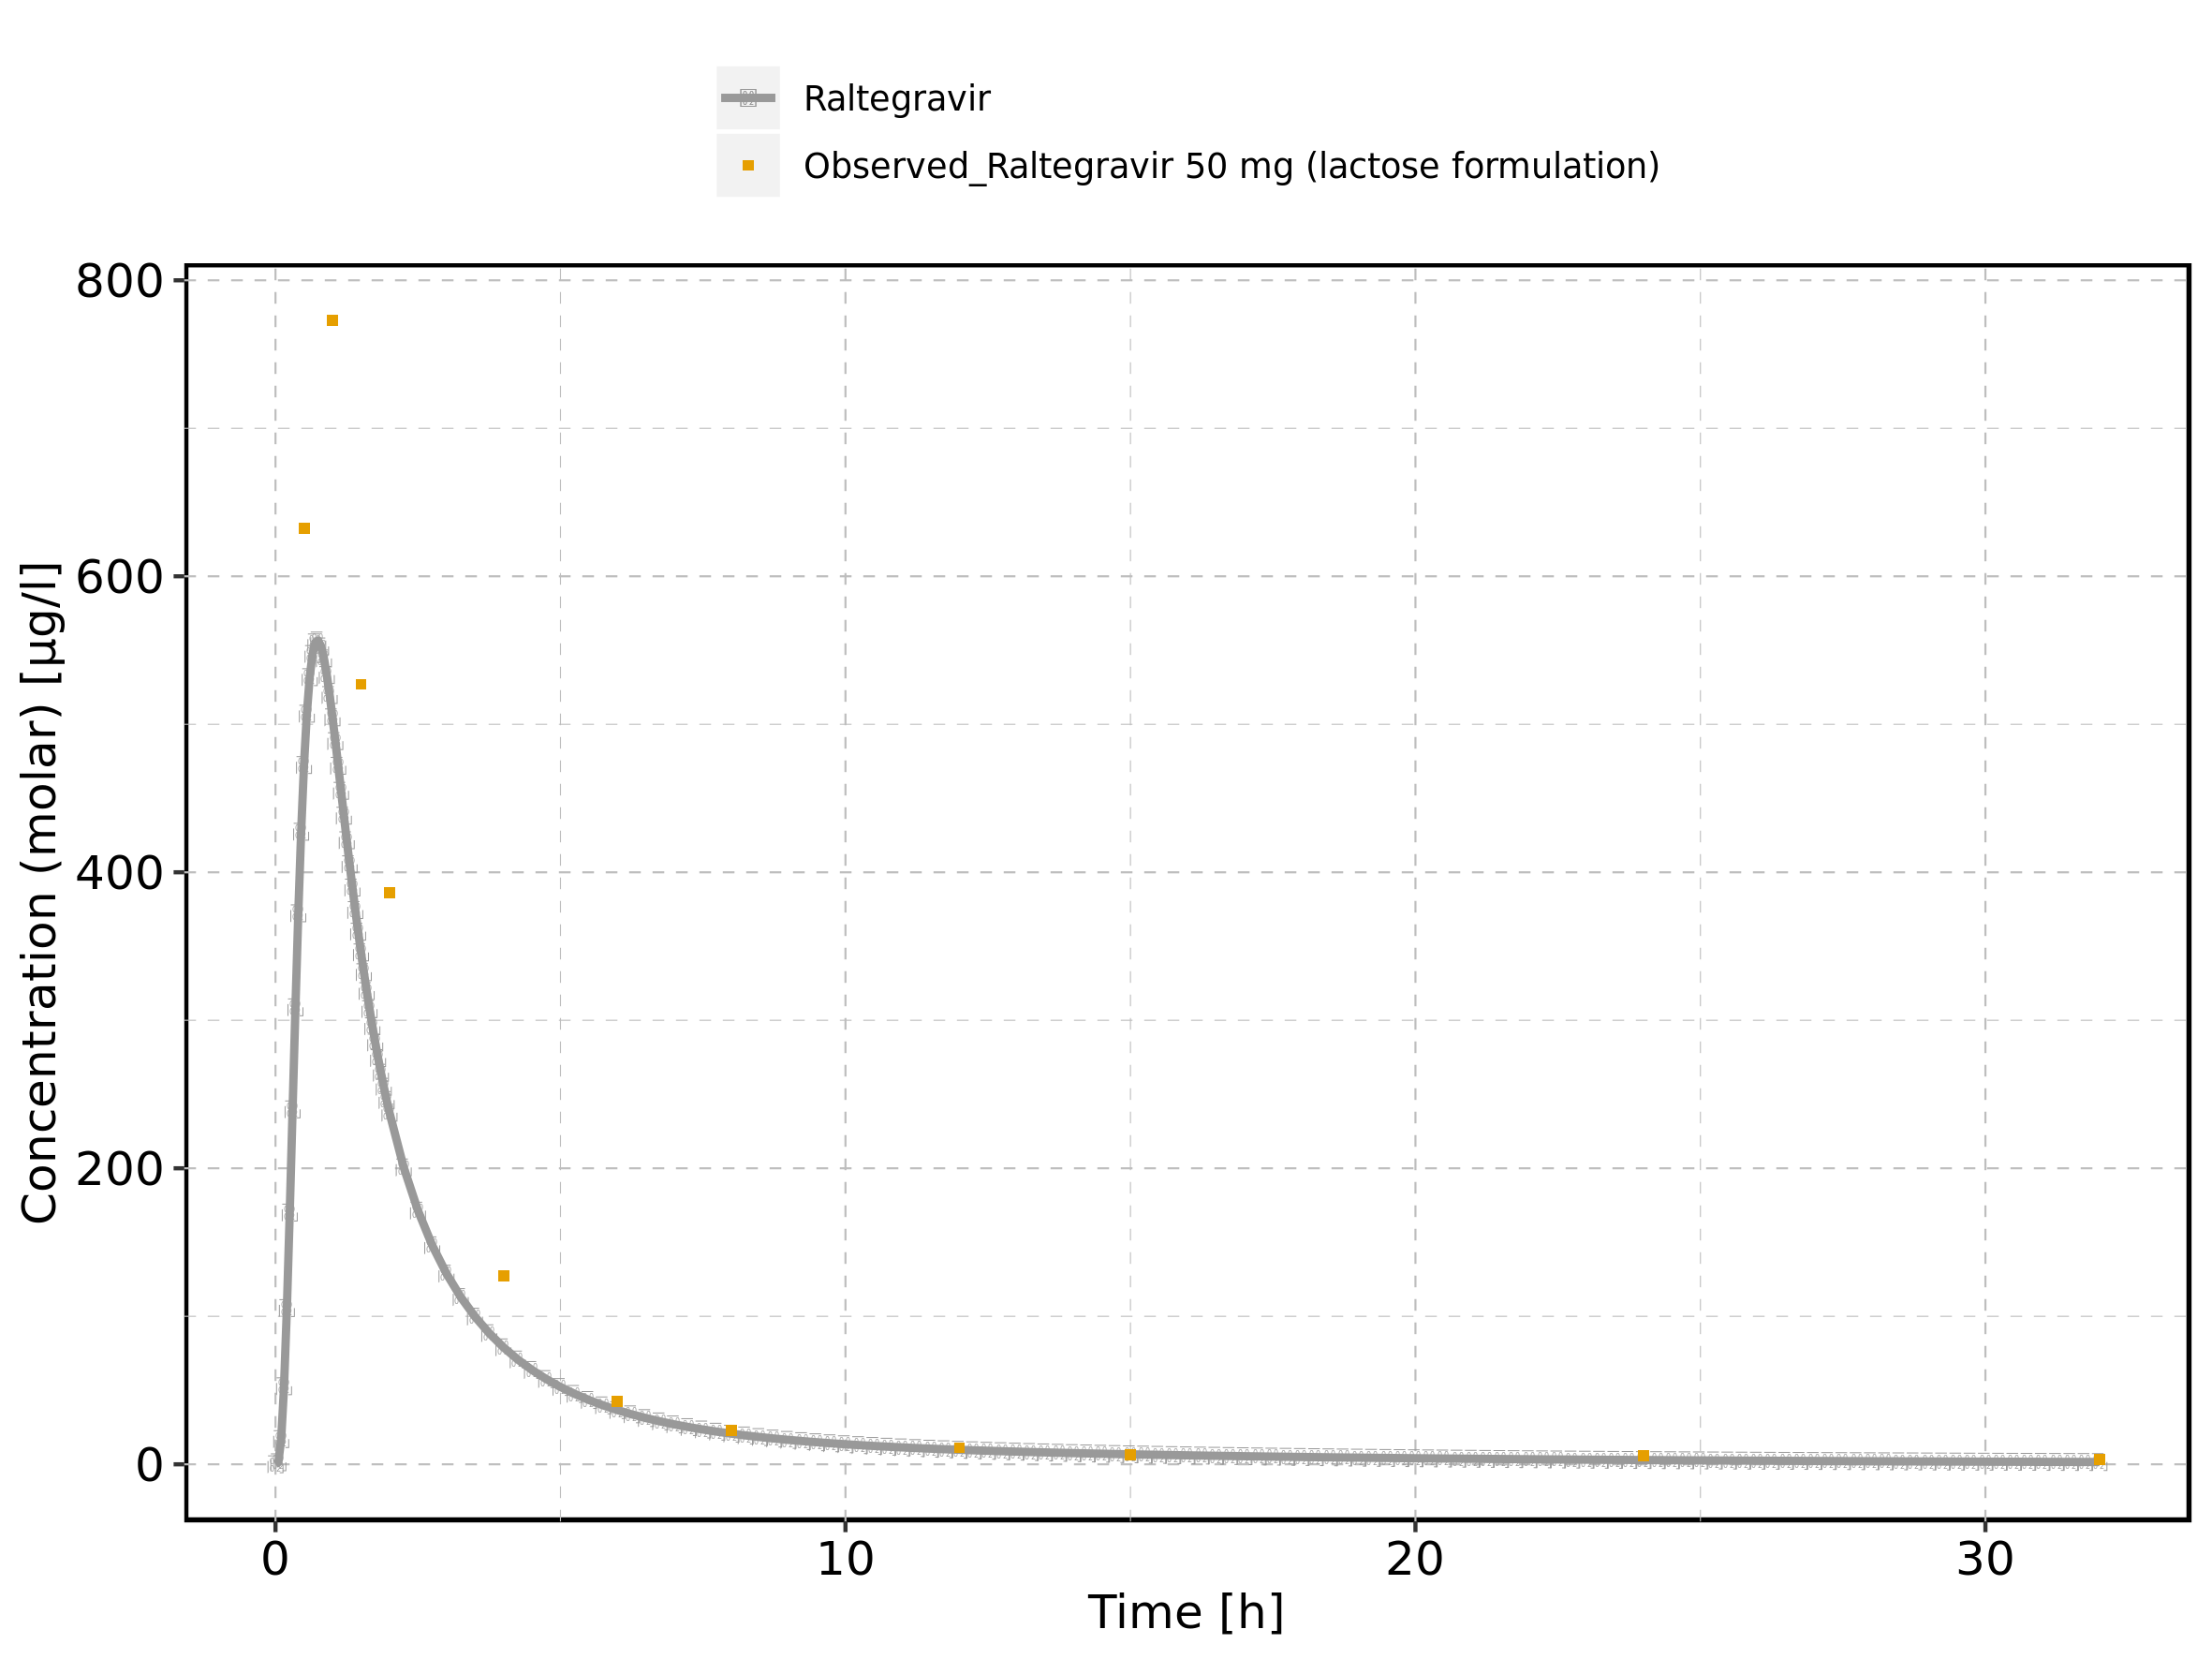 Raltegravir
Observed_Raltegravir 50 mg (lactose formulation)
800
600
400
200
0
Concentration (molar) [µg/l]
0 10 20 30
Time [h]